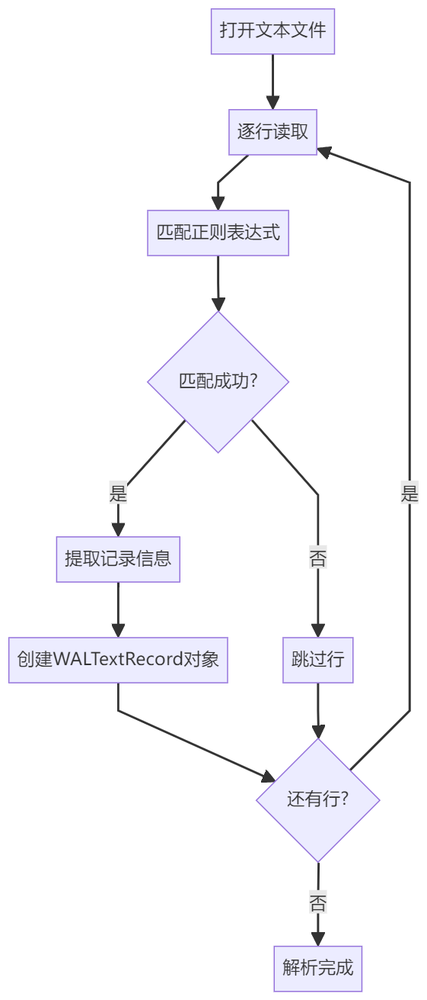 打开文本文件
逐行读取
匹配正则表达式
匹配成功?
是
提取记录信息
否
是
创建WALTextRecord对象
跳过行
还有行?
否
解析完成